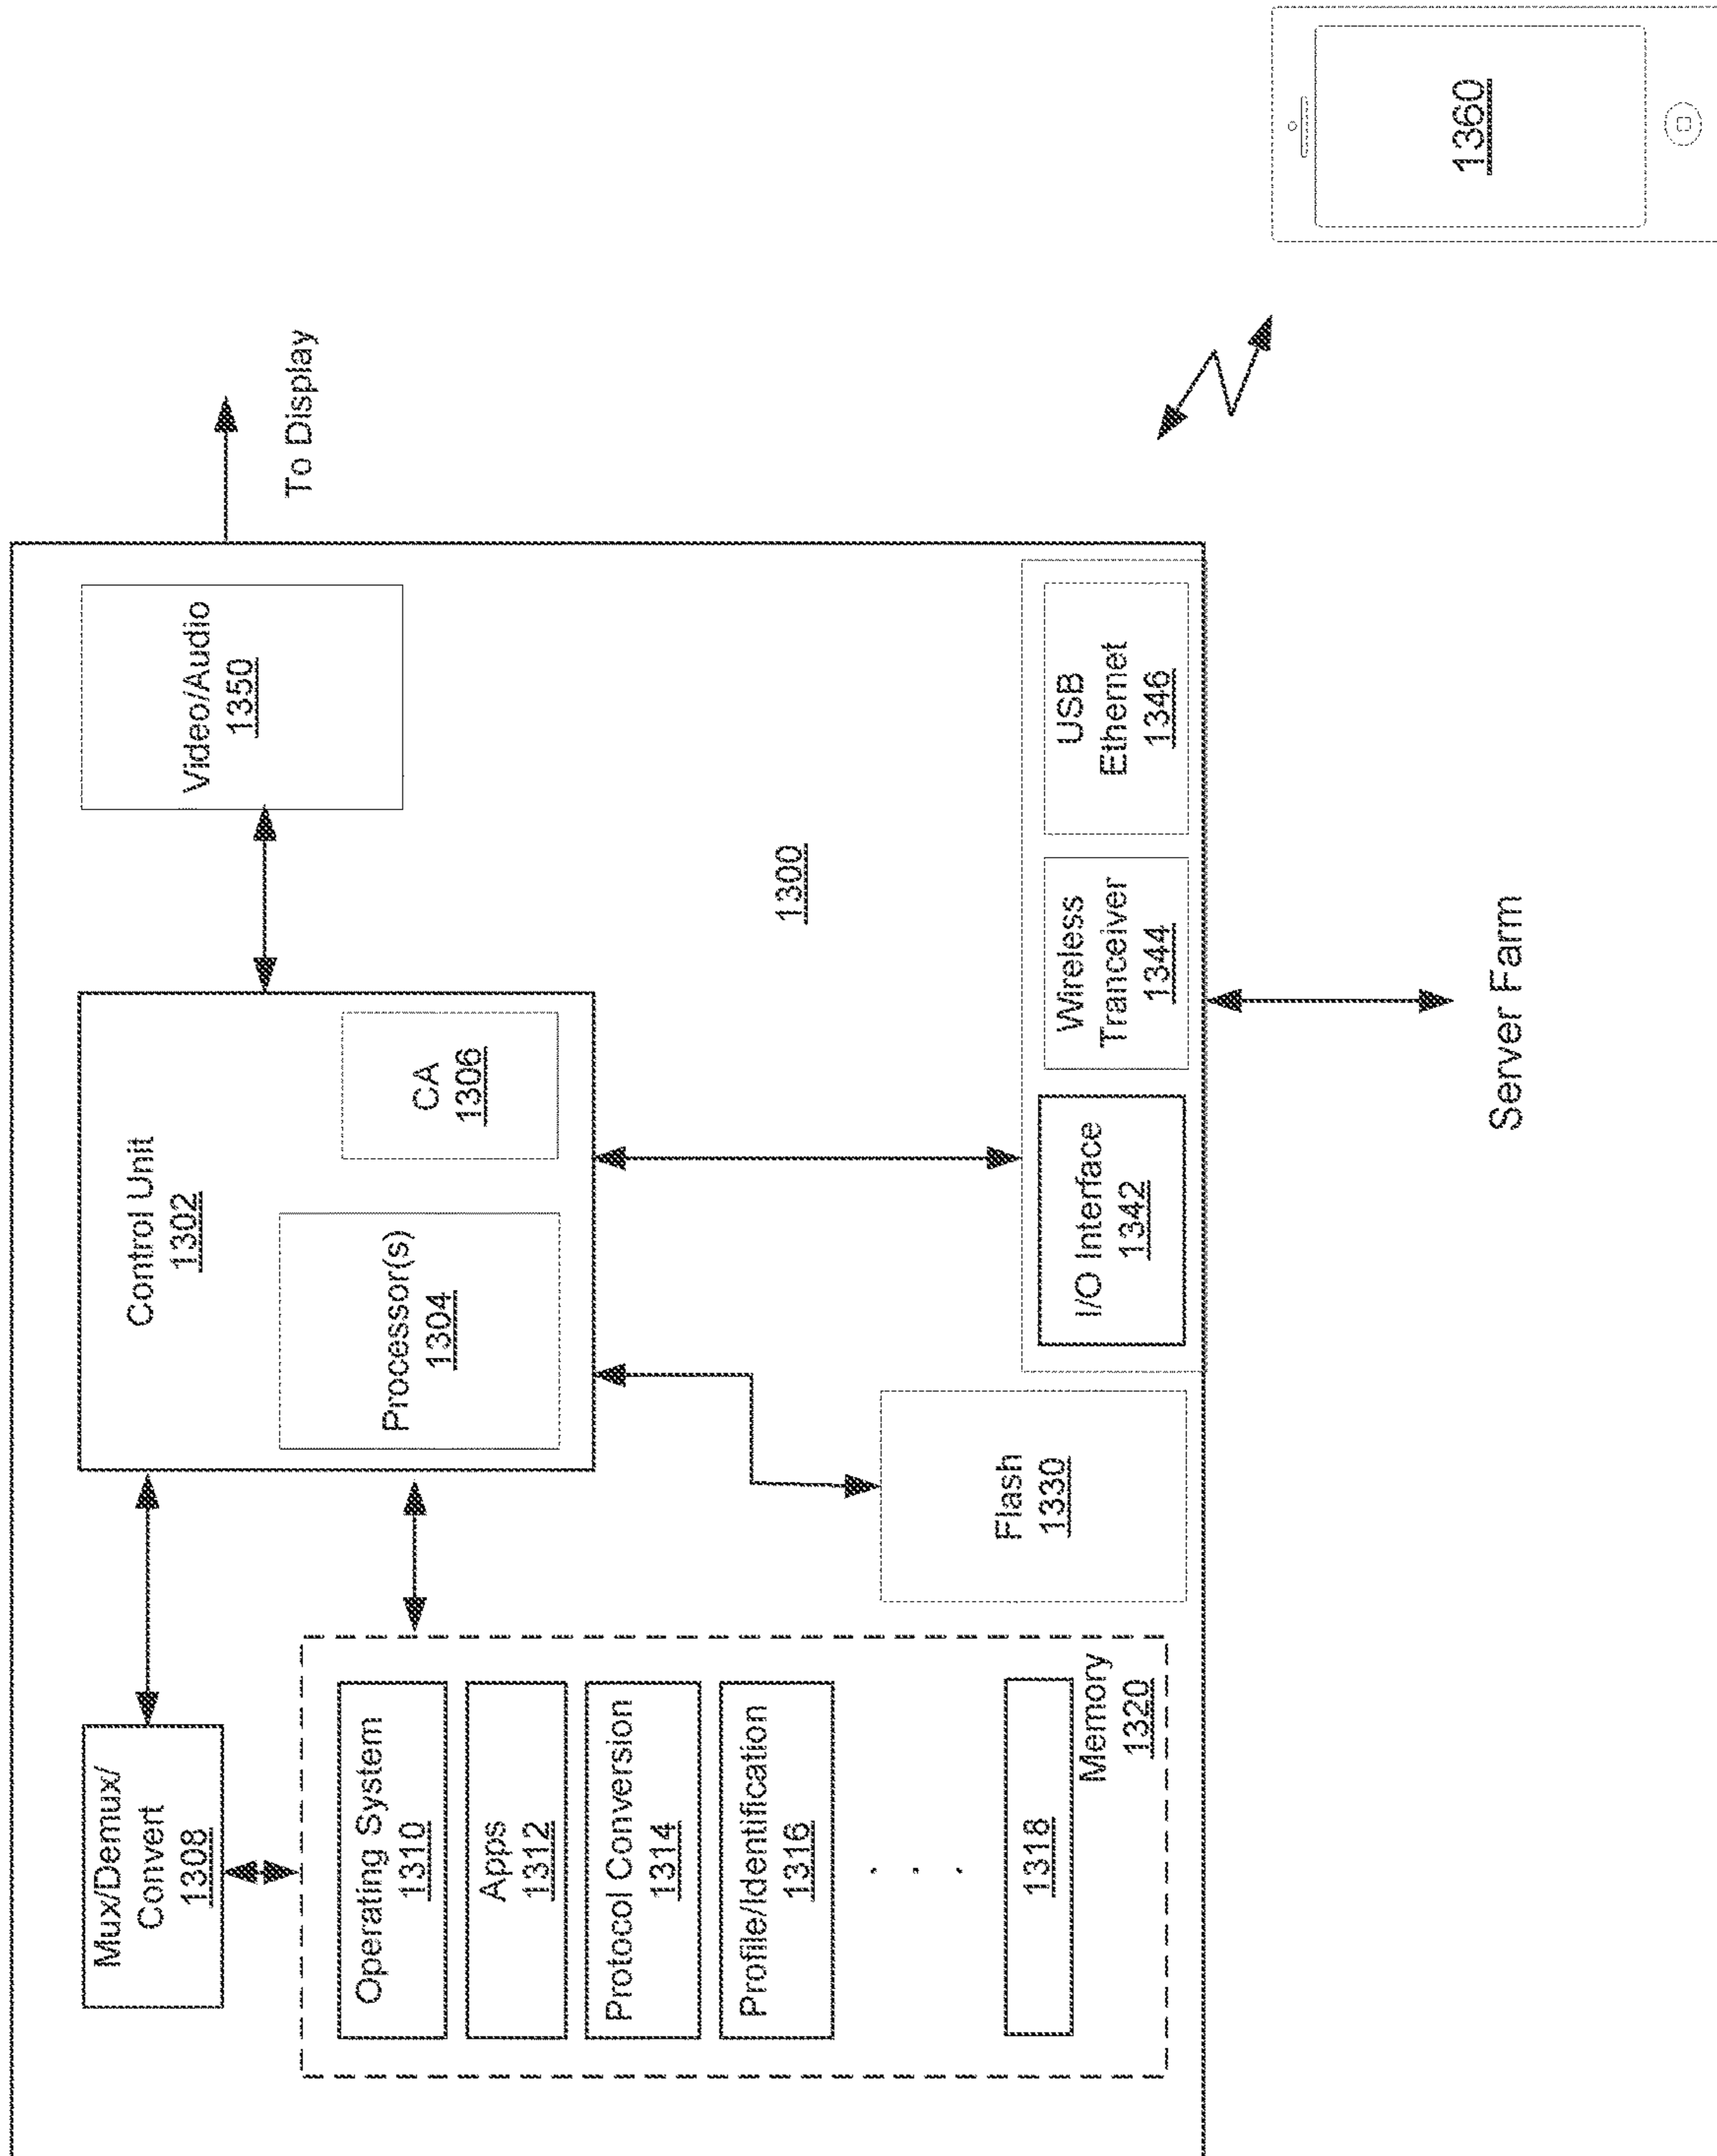 Mux/Demux/
Convert
1308
Control Unit
1302
Processor(s)
1304
CA
1306
Video/Audio
1350
To Display
Operating System
1310
Apps
1312
Protocol Conversion
1314
Profile/Identification
1316
. . .
1318
Memory
1320
Flash
1330
1300
I/O Interface
1342
Wireless
Tranceiver
1344
USB
Ethernet
1346
Server Farm
1360